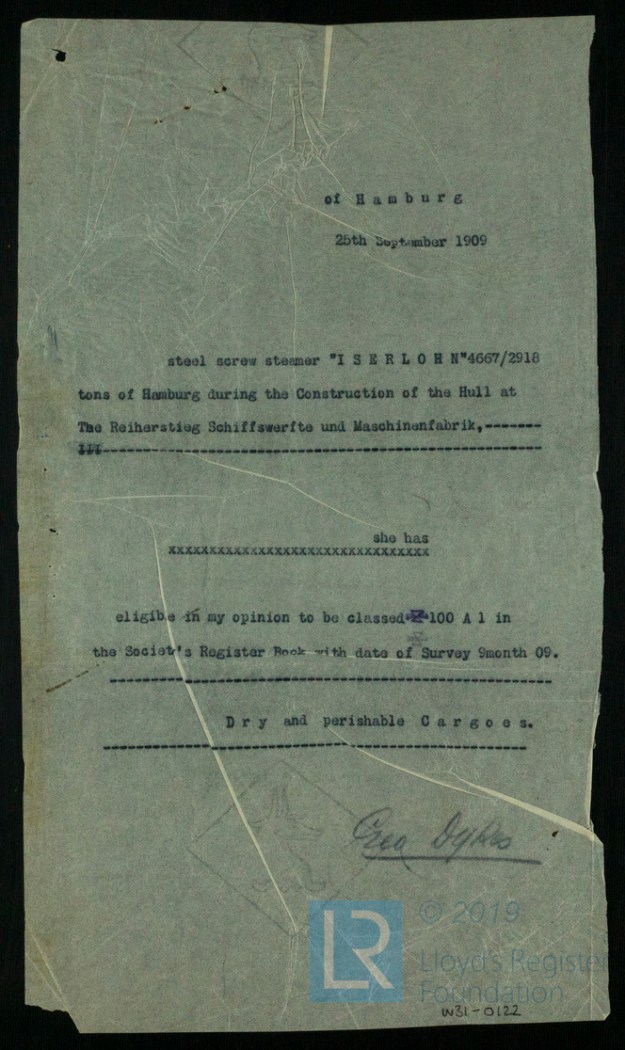 of Hamburg
25th September 1909
steel screw steamer "I S E R L O H N" 4667/2918
tons of Hamburg during the Construction of the Hull at
The Reiherstieg Schiffswerfte und Maschinenfabrik,-------
she has
xxxxxxxxxxxxxxxxxxxxxxxxxxxxxxxx
eligible in my opinion to be classed 100 A 1 in
the Societ's Register Book with date of Survey 9month 09.
Dry and perishable Cargoes.
Geo Dykes
LR
© 2019
Lloyd's Register
Foundation
W31-0122